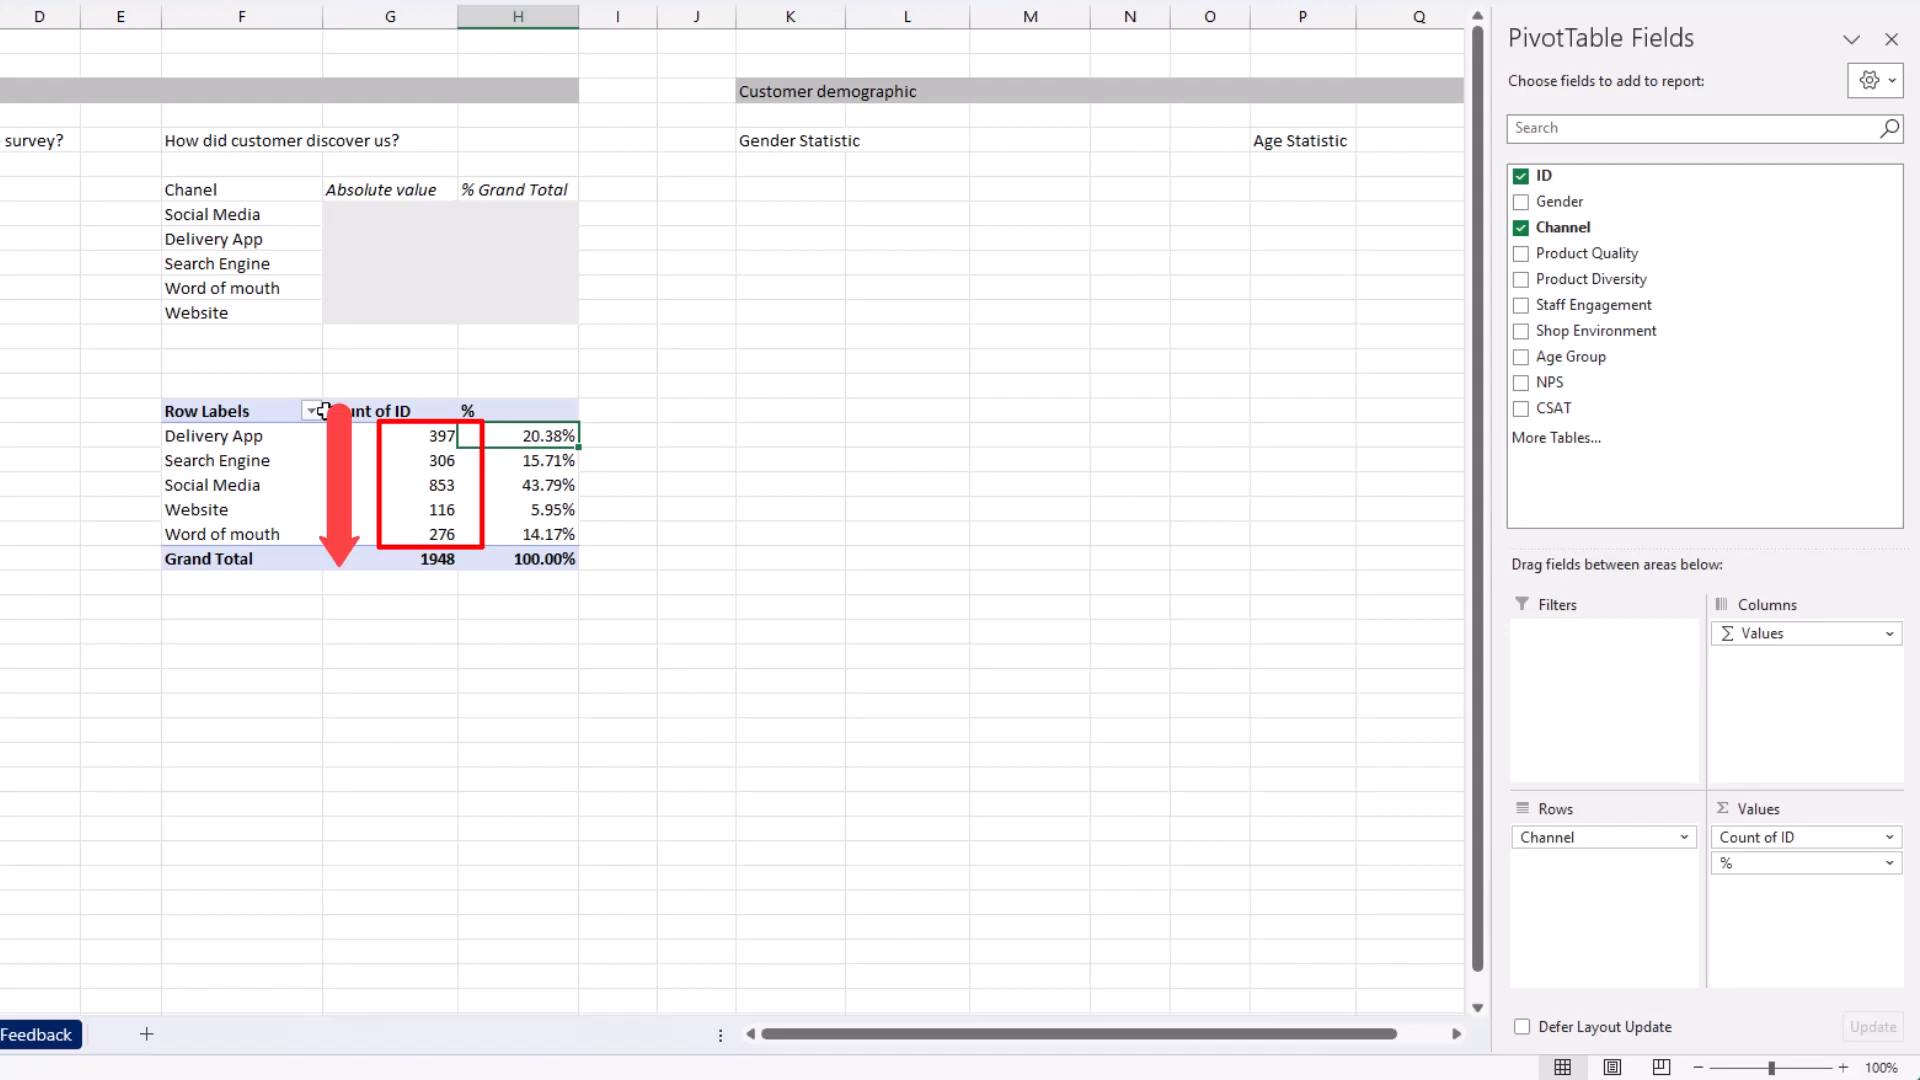 D E F G H I J K L M N O P Q
Customer demographic
survey? How did customer discover us? Gender Statistic Age Statistic
Chanel Absolute value % Grand Total
Social Media
Delivery App
Search Engine
Word of mouth
Website
Row Labels unt of ID %
Delivery App 397 20.38%
Search Engine 306 15.71%
Social Media 853 43.79%
Website 116 5.95%
Word of mouth 276 14.17%
Grand Total 1948 100.00%
Feedback
PivotTable Fields
Choose fields to add to report:
Search
ID
Gender
Channel
Product Quality
Product Diversity
Staff Engagement
Shop Environment
Age Group
NPS
CSAT
More Tables...
Drag fields between areas below:
Filters
Columns
Σ Values
Rows
Channel
Σ Values
Count of ID
%
Defer Layout Update
Update
100%